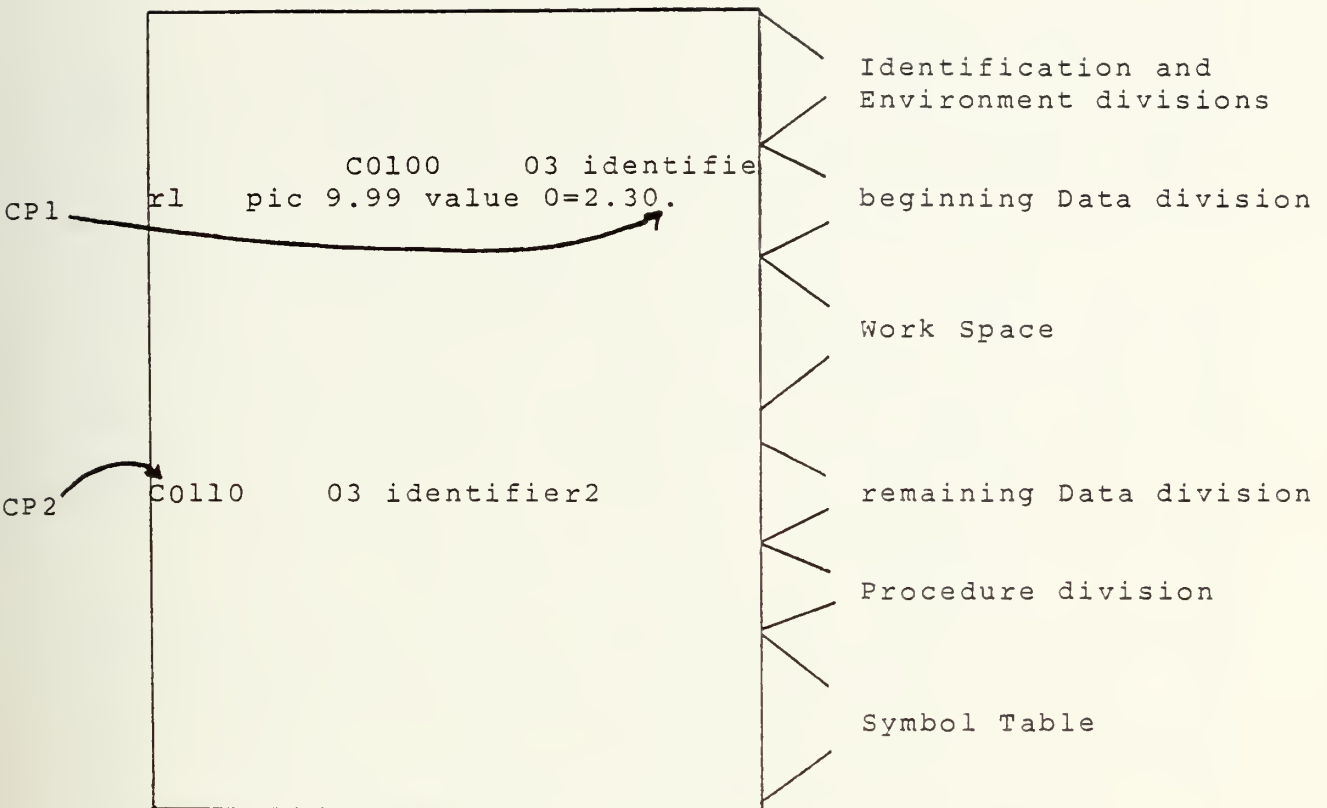 Identification and
Environment divisions
C0100 03 identifie
r1 pic 9.99 value 0=2.30.
CP1
beginning Data division
Work Space
C0110 03 identifier2
CP2
remaining Data division
Procedure division
Symbol Table